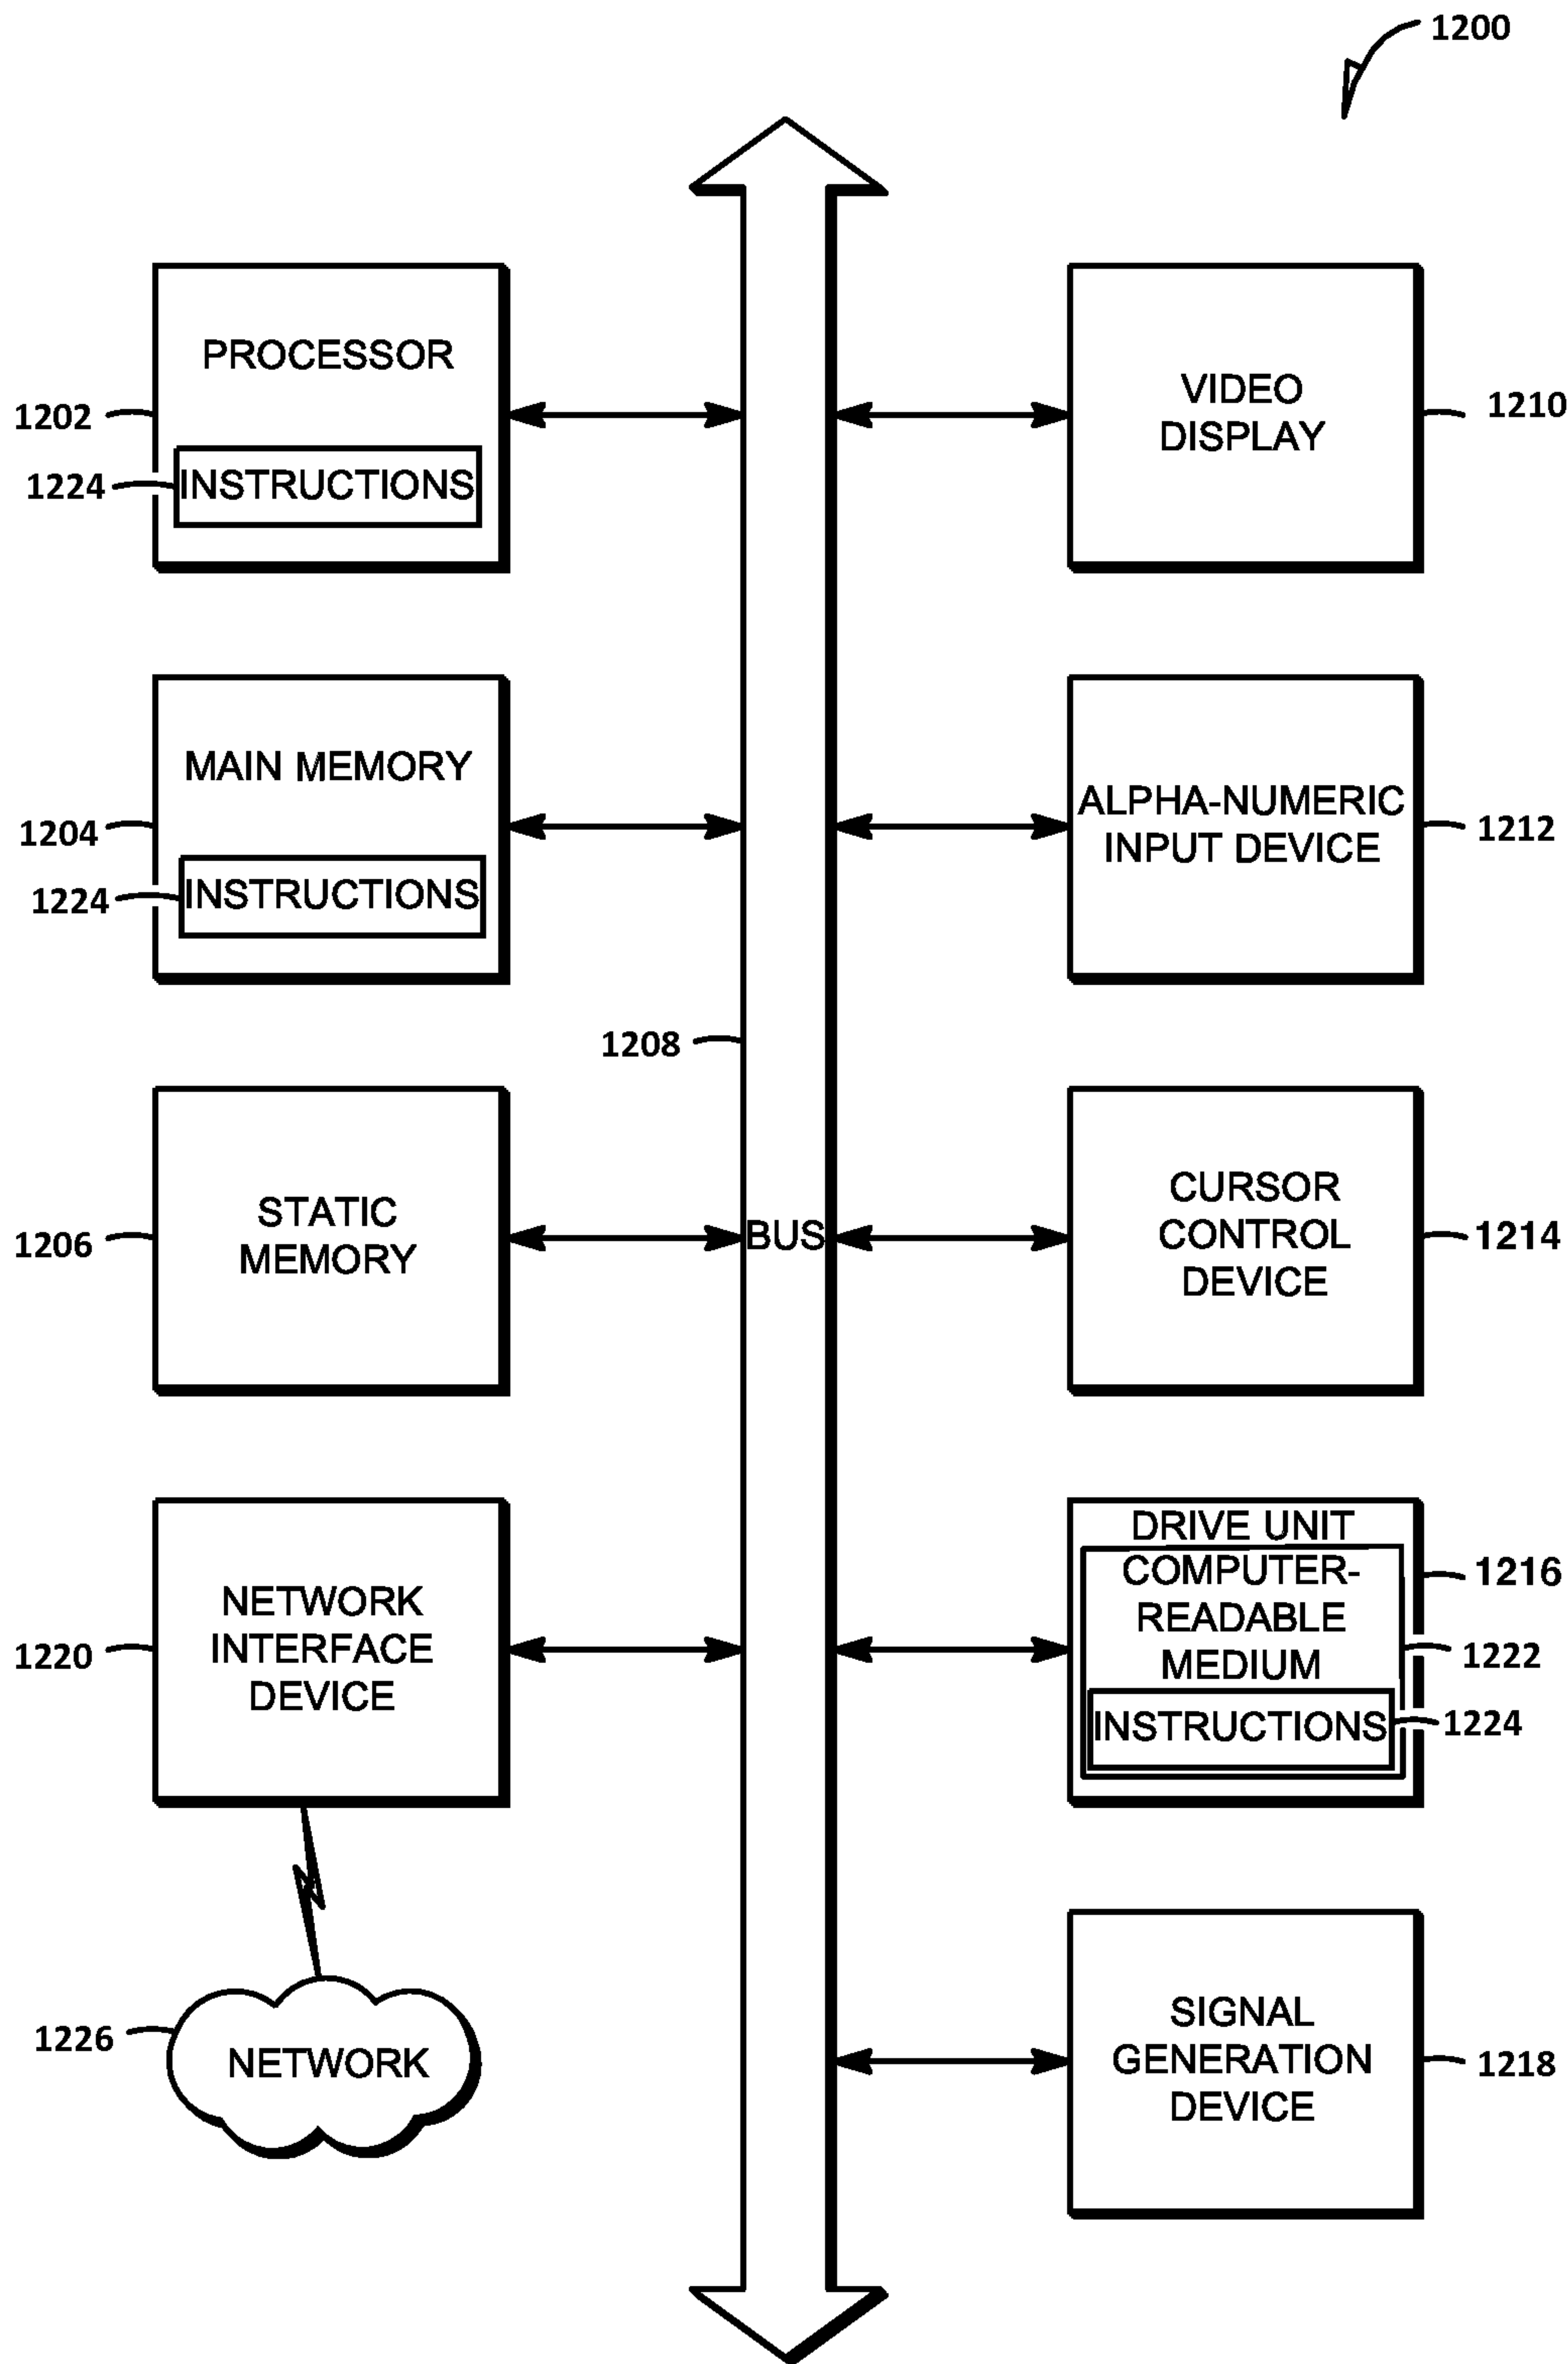 1200
PROCESSOR
1202
1224
INSTRUCTIONS
VIDEO
DISPLAY
1210
MAIN MEMORY
1204
1224
INSTRUCTIONS
ALPHA-NUMERIC
INPUT DEVICE
1212
1208
STATIC
MEMORY
1206
BUS
CURSOR
CONTROL
DEVICE
1214
NETWORK
INTERFACE
DEVICE
1220
DRIVE UNIT
COMPUTER-
READABLE
MEDIUM
INSTRUCTIONS
1216
1222
1224
1226
NETWORK
SIGNAL
GENERATION
DEVICE
1218